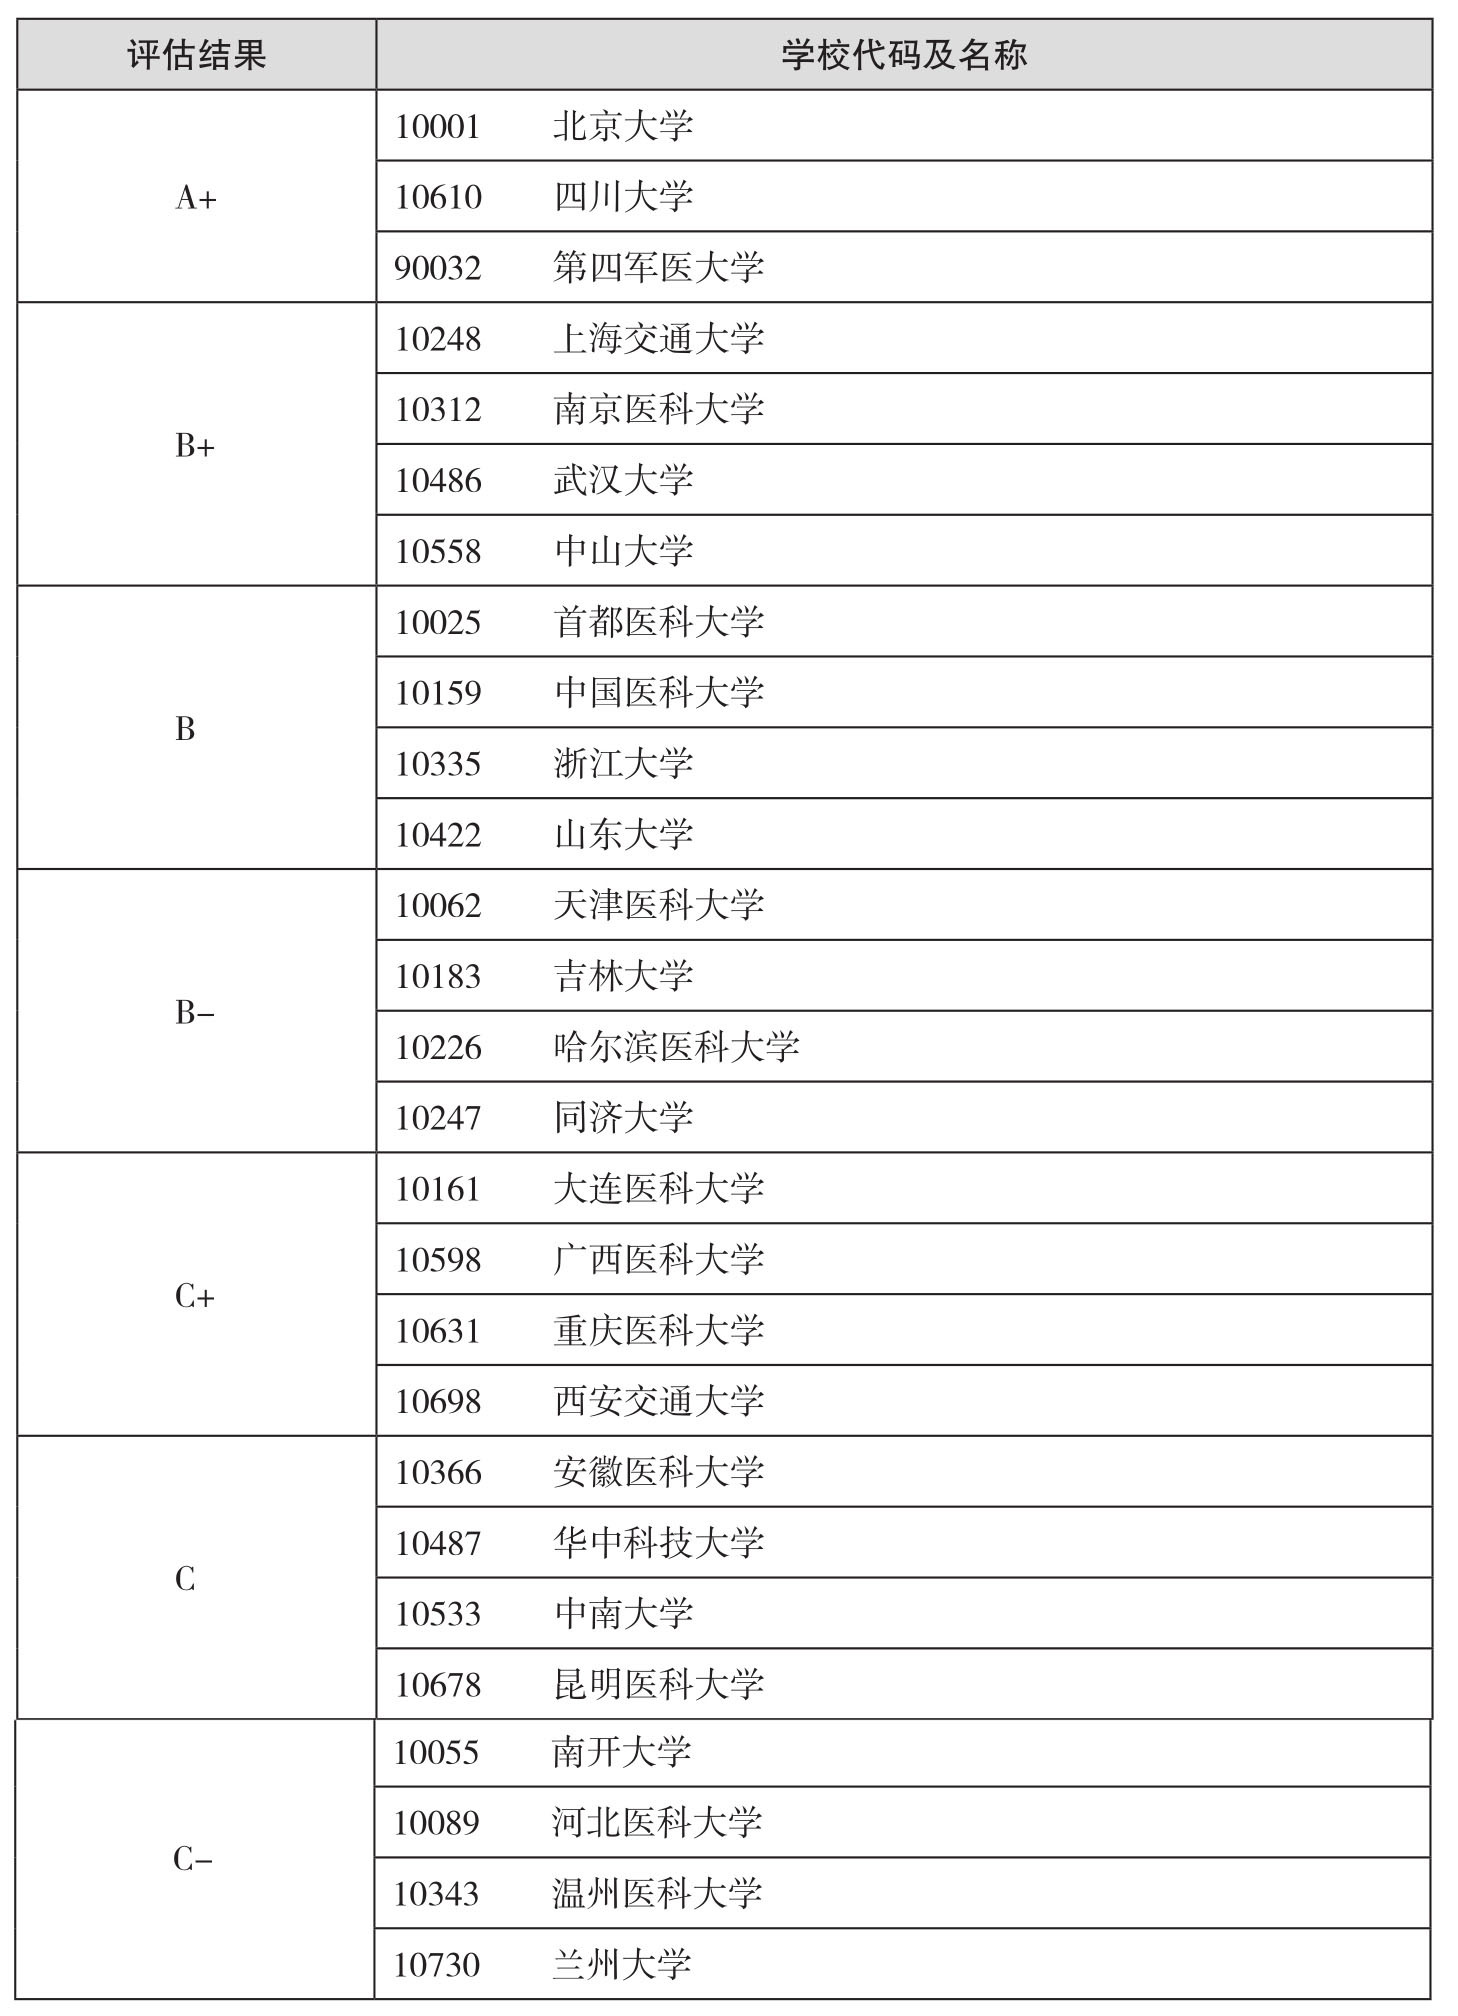 评估结果 学校代码及名称
A+
10001 北京大学
10610 四川大学
90032 第四军医大学
B+
10248 上海交通大学
10312 南京医科大学
10486 武汉大学
10558 中山大学
B
10025 首都医科大学
10159 中国医科大学
10335 浙江大学
10422 山东大学
B-
10062 天津医科大学
10183 吉林大学
10226 哈尔滨医科大学
10247 同济大学
C+
10161 大连医科大学
10598 广西医科大学
10631 重庆医科大学
10698 西安交通大学
C
10366 安徽医科大学
10487 华中科技大学
10533 中南大学
10678 昆明医科大学
C-
10055 南开大学
10089 河北医科大学
10343 温州医科大学
10730 兰州大学